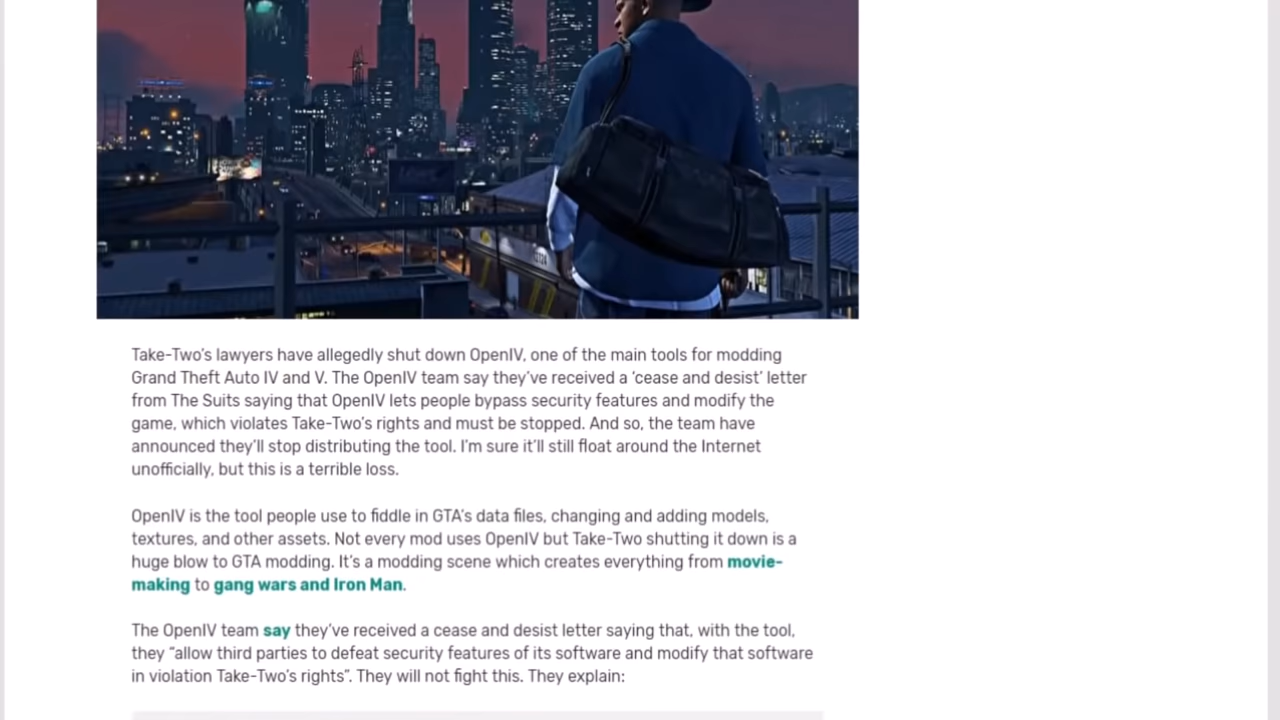 Take-Two's lawyers have allegedly shut down OpenIV, one of the main tools for modding
Grand Theft Auto IV and V. The OpenIV team say they've received a 'cease and desist' letter
from The Suits saying that OpenIV lets people bypass security features and modify the
game, which violates Take-Two's rights and must be stopped. And so, the team have
announced they'll stop distributing the tool. I'm sure it'll still float around the Internet
unofficially, but this is a terrible loss.
OpenIV is the tool people use to fiddle in GTA's data files, changing and adding models,
textures, and other assets. Not every mod uses OpenIV but Take-Two shutting it down is a
huge blow to GTA modding. It's a modding scene which creates everything from movie-
making to gang wars and Iron Man.
The OpenIV team say they've received a cease and desist letter saying that, with the tool,
they “allow third parties to defeat security features of its software and modify that software
in violation Take-Two's rights”. They will not fight this. They explain: